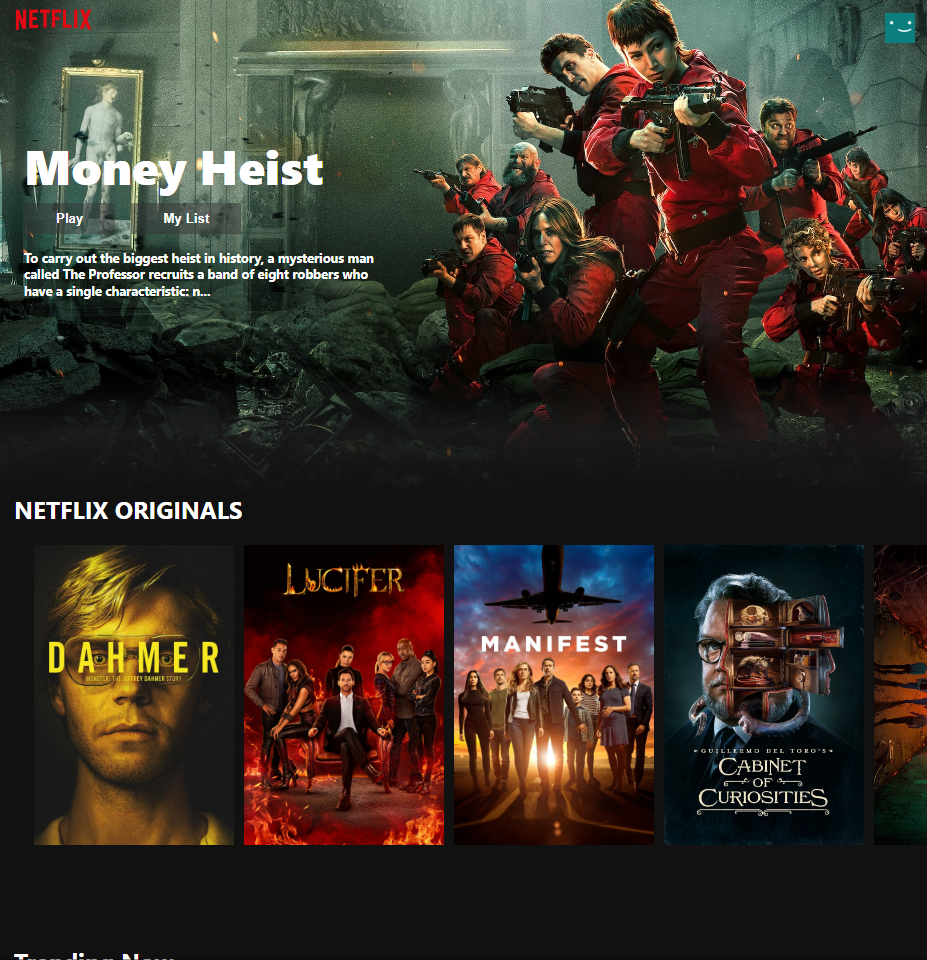 NETFLIX
Money Heist
Play
My List
To carry out the biggest heist in history, a mysterious man
called The Professor recruits a band of eight robbers who
have a single characteristic: n...
NETFLIX ORIGINALS
DAHMER
MONSTER: THE JEFFREY DAHMER STORY
LUCIFER
MANIFEST
GUILLERMO DEL TORO'S
CABINET
OF
CURIOSITIES
Trending Now